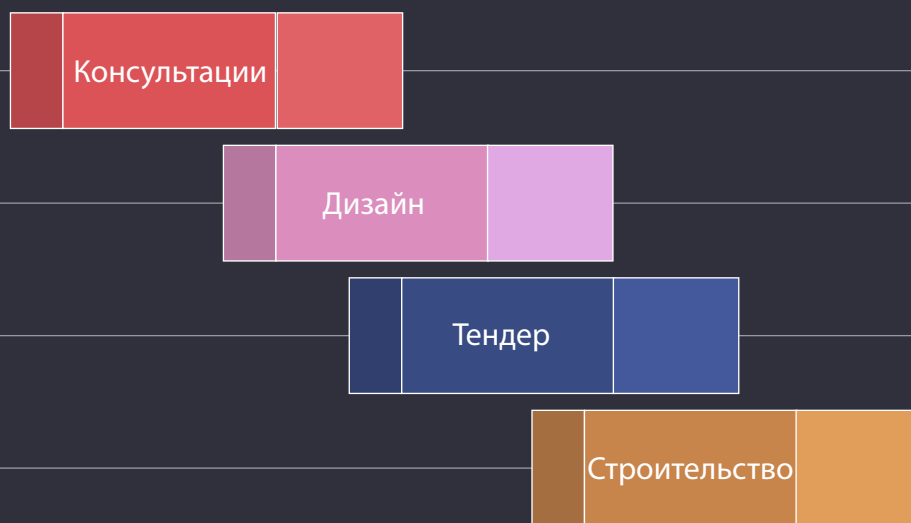 Консультации
Дизайн
Тендер
Строительство